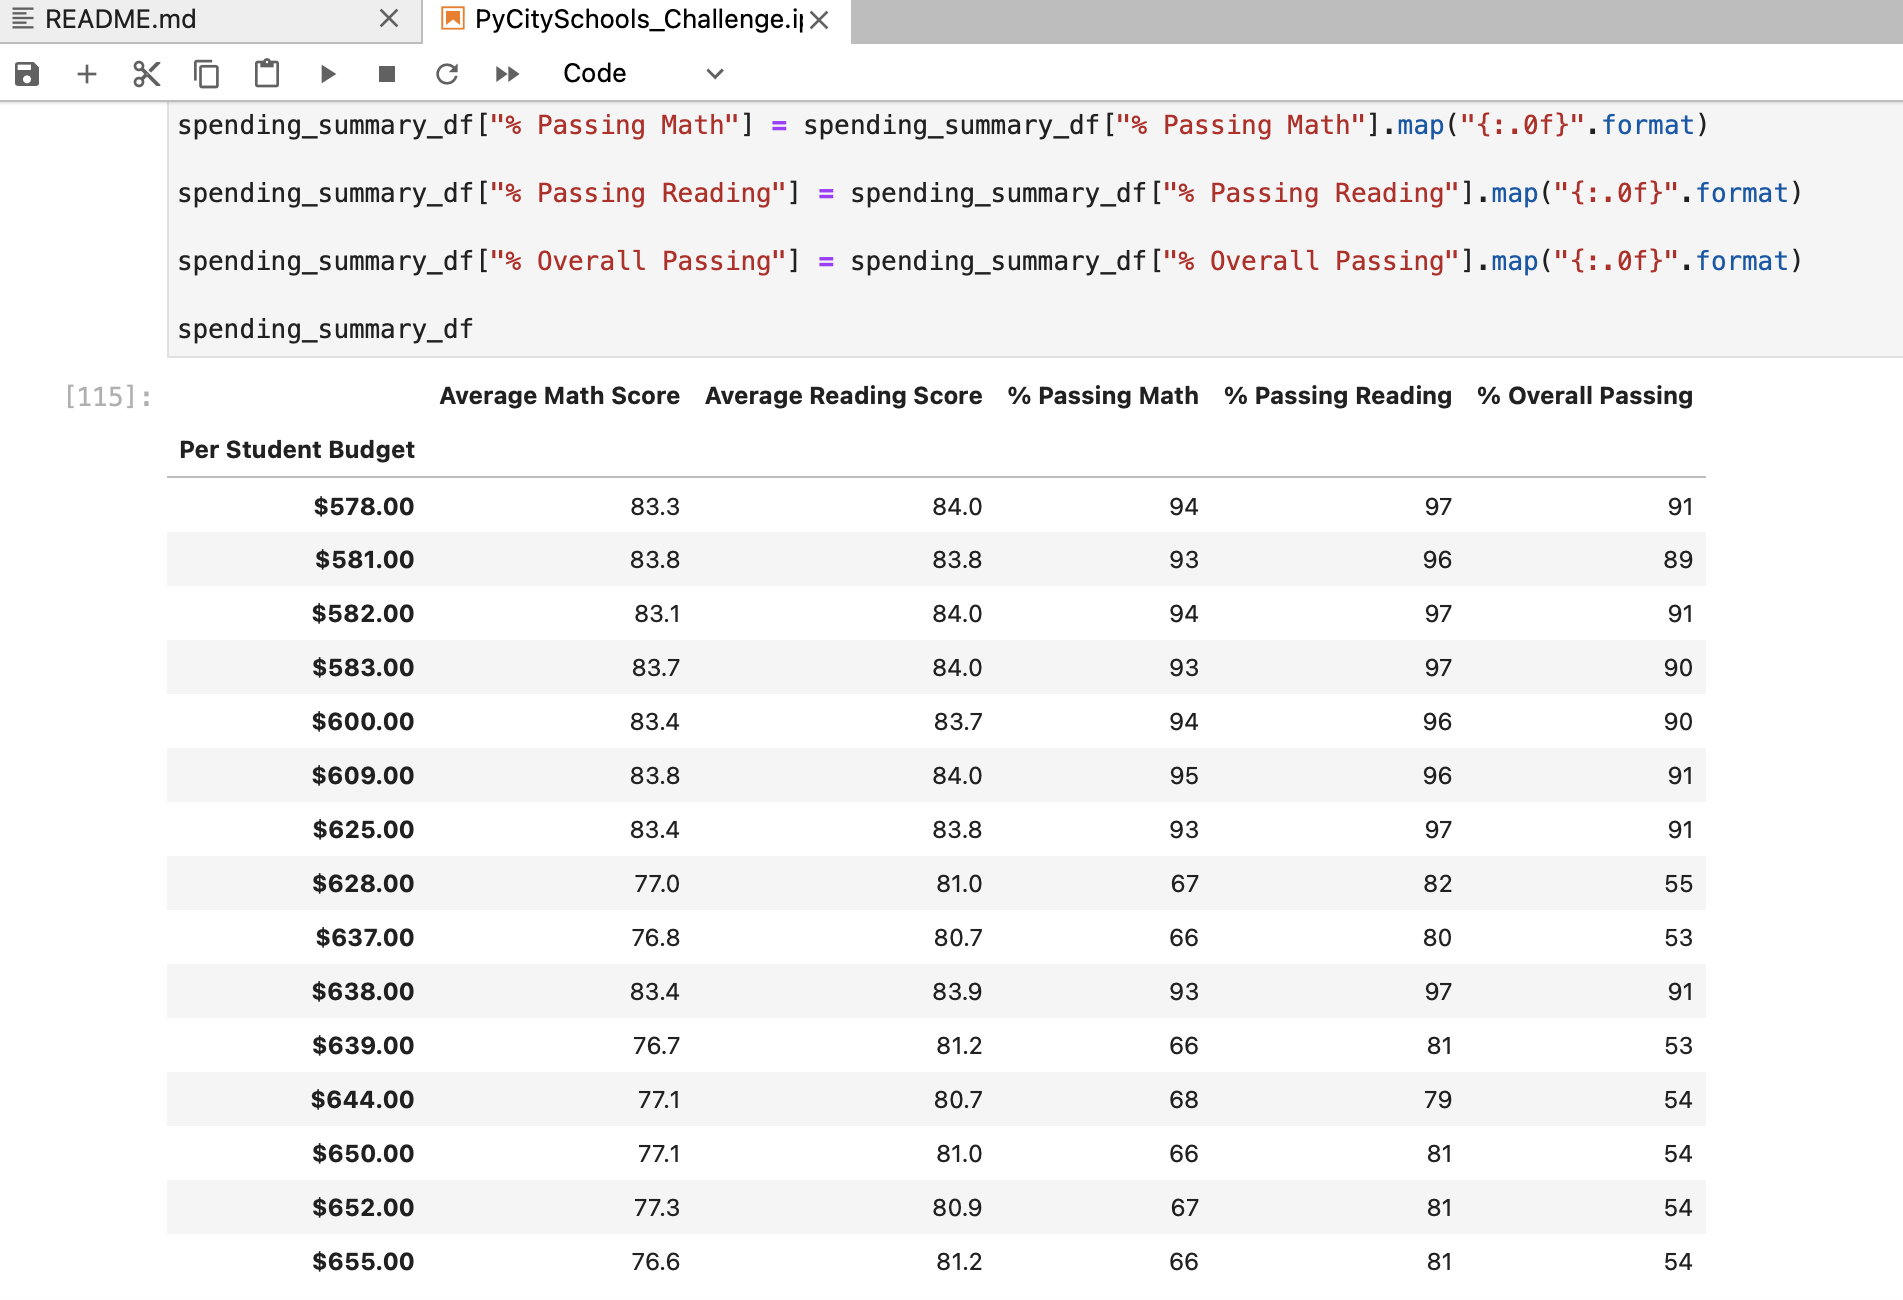 README.md
PyCitySchools_Challenge.ip
Code
spending_summary_df["% Passing Math"] = spending_summary_df["% Passing Math"].map("{:.0f}".format)
spending_summary_df["% Passing Reading"] = spending_summary_df["% Passing Reading"].map("{:.0f}".format)
spending_summary_df["% Overall Passing"] = spending_summary_df["% Overall Passing"].map("{:.0f}".format)
spending_summary_df
[115]: Average Math Score Average Reading Score % Passing Math % Passing Reading % Overall Passing
Per Student Budget
$578.00 83.3 84.0 94 97 91
$581.00 83.8 83.8 93 96 89
$582.00 83.1 84.0 94 97 91
$583.00 83.7 84.0 93 97 90
$600.00 83.4 83.7 94 96 90
$609.00 83.8 84.0 95 96 91
$625.00 83.4 83.8 93 97 91
$628.00 77.0 81.0 67 82 55
$637.00 76.8 80.7 66 80 53
$638.00 83.4 83.9 93 97 91
$639.00 76.7 81.2 66 81 53
$644.00 77.1 80.7 68 79 54
$650.00 77.1 81.0 66 81 54
$652.00 77.3 80.9 67 81 54
$655.00 76.6 81.2 66 81 54